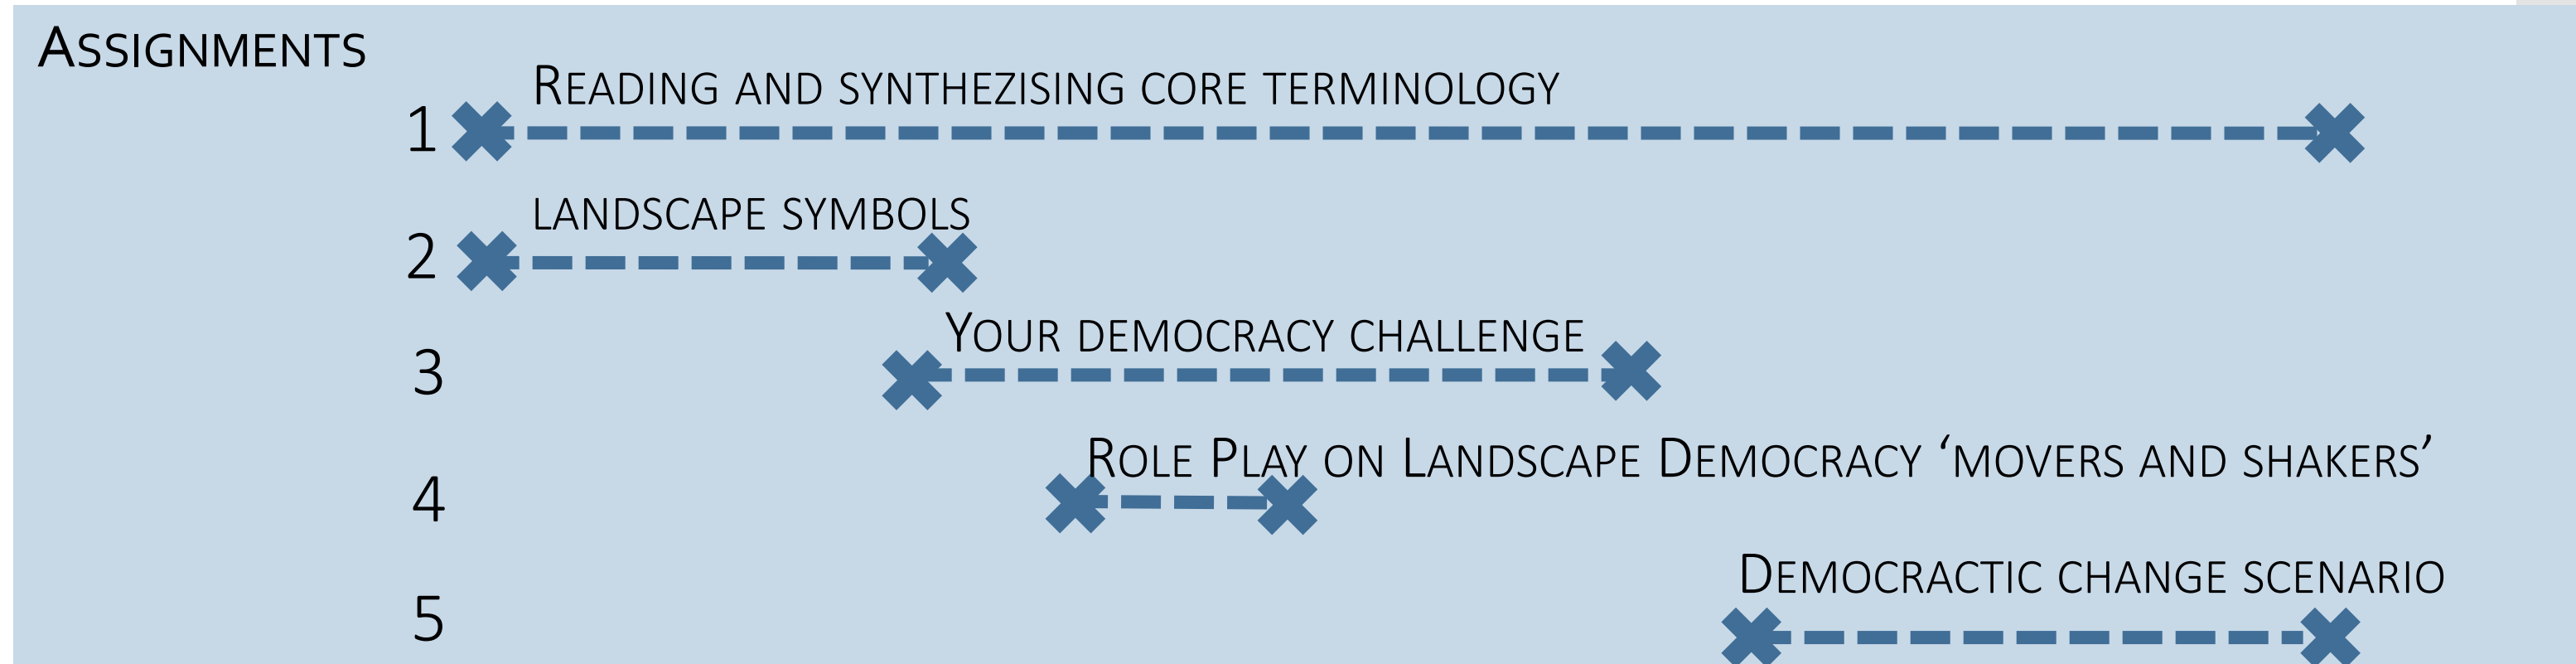 ASSIGNMENTS
READING AND SYNTHEZISING CORE TERMINOLOGY
1
LANDSCAPE SYMBOLS
2
YOUR DEMOCRACY CHALLENGE
3
ROLE PLAY ON LANDSCAPE DEMOCRACY ‘MOVERS AND SHAKERS’
4
DEMOCRACTIC CHANGE SCENARIO
5